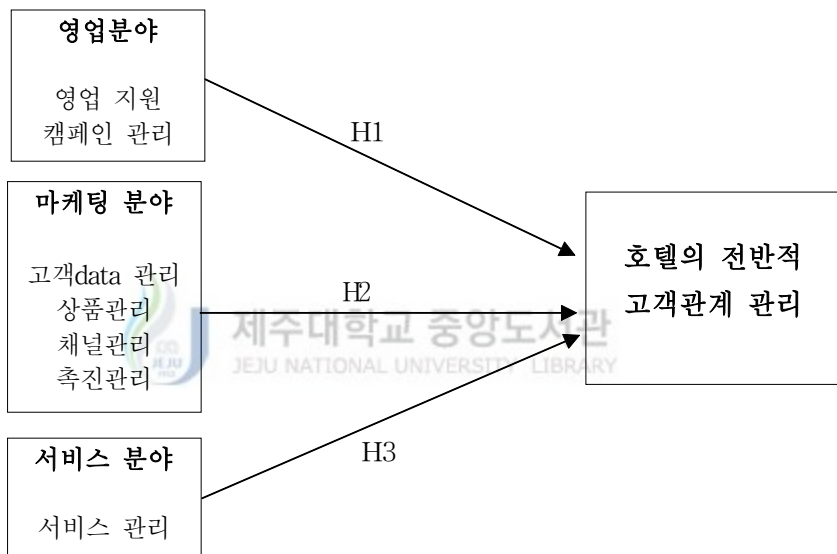 영업분야
영업 지원
캠페인 관리
H1
마케팅 분야
고객data 관리
상품관리
채널관리
촉진관리
H2
호텔의 전반적
고객관계 관리
제주대학교 중앙도서관
JEJU NATIONAL UNIVERSITY LIBRARY
JEJU
1952
서비스 분야
서비스 관리
H3